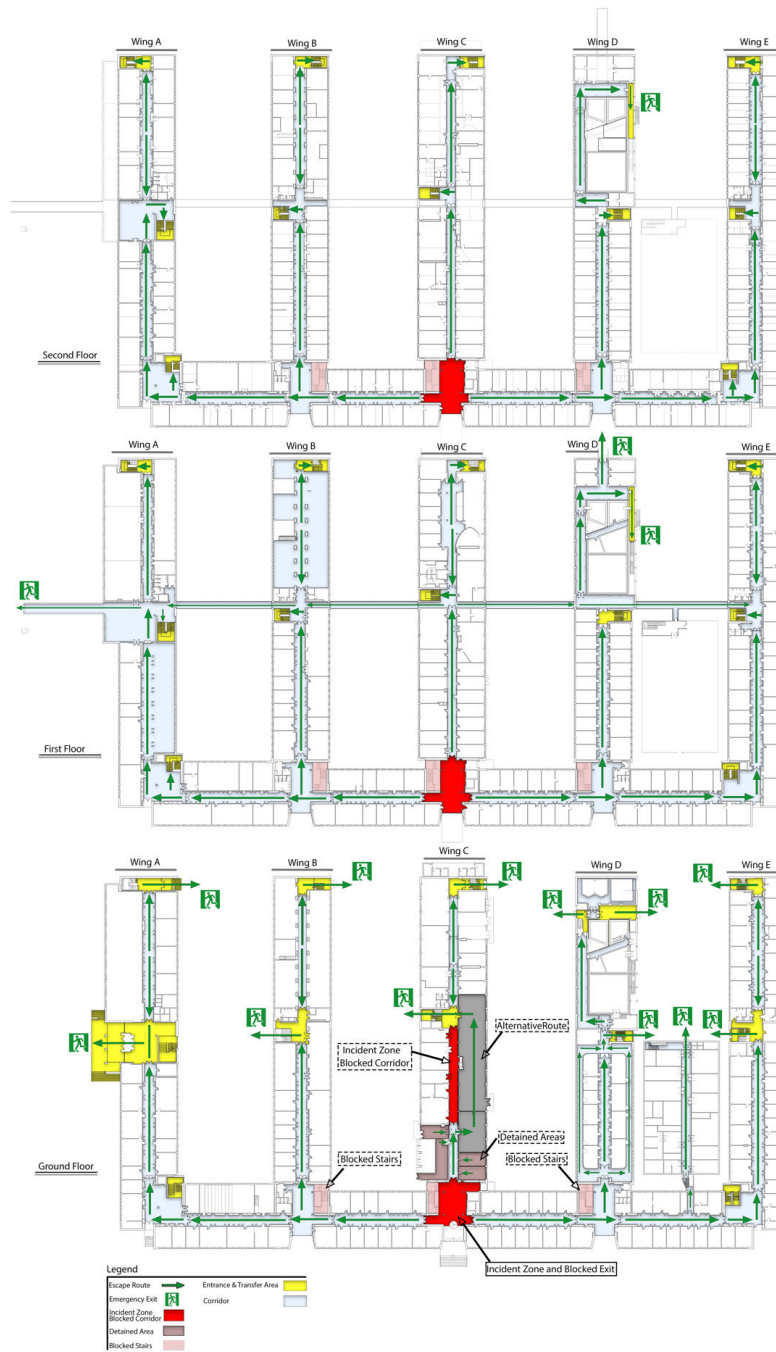 Wing A
Wing B
Wing C
Wing D
Wing E
Second Floor
Wing A
Wing B
Wing C
Wing D
Wing E
First Floor
Wing A
Wing B
Wing C
Wing D
Wing E
AlternativeRoute
Incident Zone
Blocked Corridor
Detained Areas
Blocked Stairs
Blocked Stairs
Ground Floor
Incident Zone and Blocked Exit
Legend
Escape Route
Entrance & Transfer Area
Emergency Exit
Corridor
Incident Zone
Blocked Corridor
Detained Area
Blocked Stairs